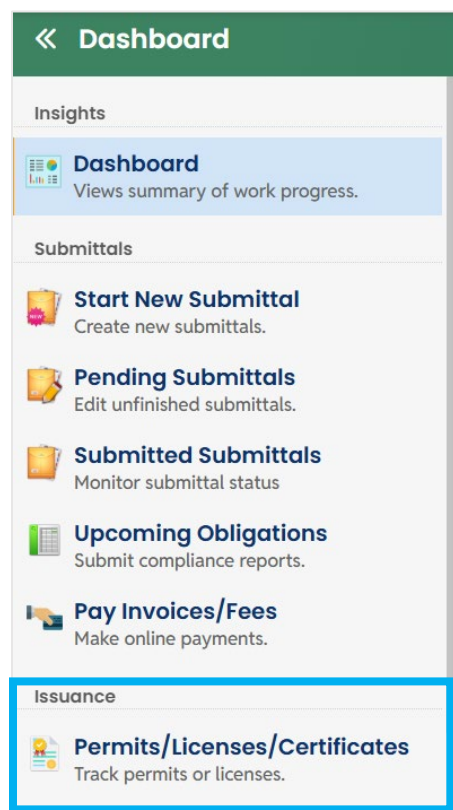 « Dashboard
Insights
Dashboard
Views summary of work progress.
Submittals
Start New Submittal
Create new submittals.
Pending Submittals
Edit unfinished submittals.
Submitted Submittals
Monitor submittal status
Upcoming Obligations
Submit compliance reports.
Pay Invoices/Fees
Make online payments.
Issuance
Permits/Licenses/Certificates
Track permits or licenses.